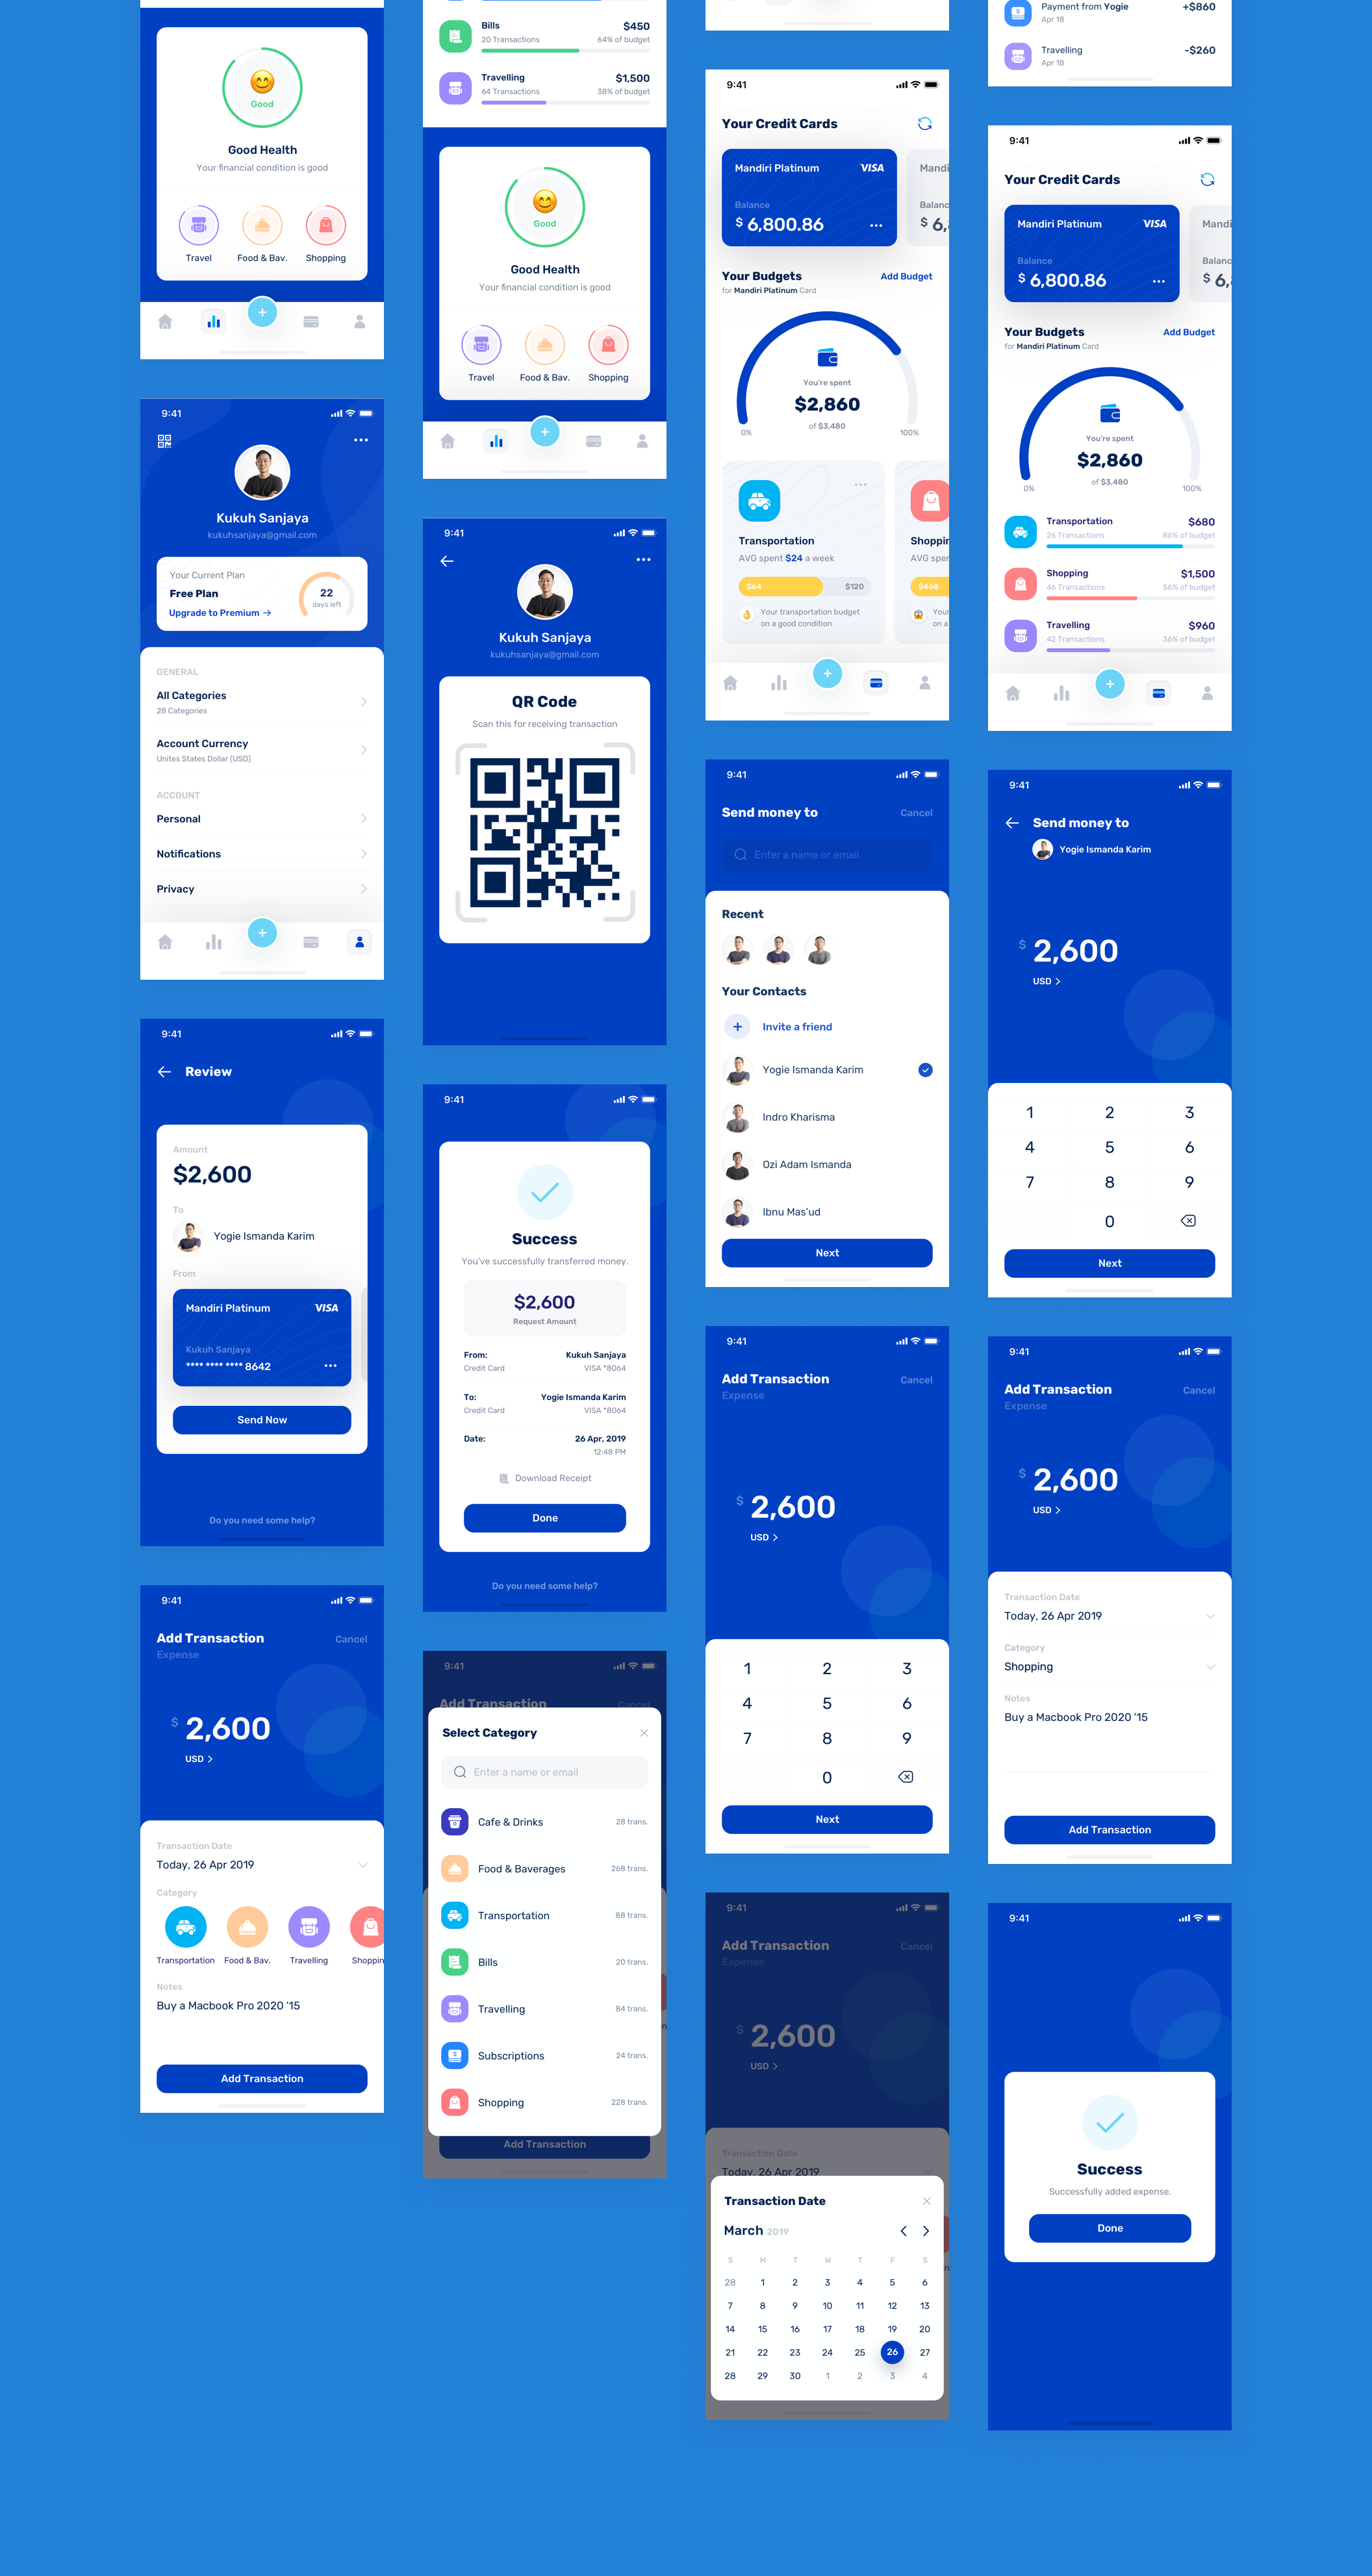 😊
Good
Good Health
Your financial condition is good
Travel
Food & Bav.
Shopping
9:41
Kukuh Sanjaya
kukuhsanjaya@gmail.com
Your Current Plan
Free Plan
Upgrade to Premium →
22
days left
GENERAL
All Categories
28 Categories
Account Currency
Unites States Dollar (USD)
ACCOUNT
Personal
Notifications
Privacy
9:41
Review
Amount
$2,600
To
Yogie Ismanda Karim
From
Mandiri Platinum
VISA
Kukuh Sanjaya
**** **** **** 8642
Send Now
Do you need some help?
9:41
Add Transaction
Cancel
Expense
$ 2,600
USD >
Transaction Date
Today, 26 Apr 2019
Category
Transportation
Food & Bav.
Travelling
Shoppin
Notes
Buy a Macbook Pro 2020 '15
Add Transaction
Bills
$450
20 Transactions
64% of budget
Travelling
$1,500
64 Transactions
38% of budget
Good
Good Health
Your financial condition is good
Travel
Food & Bav.
Shopping
9:41
Kukuh Sanjaya
kukuhsanjaya@gmail.com
QR Code
Scan this for receiving transaction
9:41
Success
You've successfully transferred money.
$2,600
Request Amount
From:
Kukuh Sanjaya
Credit Card
VISA *8064
To:
Yogie Ismanda Karim
Credit Card
VISA *8064
Date:
26 Apr, 2019
12:48 PM
Download Receipt
Done
Do you need some help?
9:41
Add Transaction
Cancel
Select Category
Enter a name or email
Cafe & Drinks
28 trans.
Food & Baverages
268 trans.
Transportation
88 trans.
Bills
20 trans.
Travelling
84 trans.
Subscriptions
24 trans.
Shopping
228 trans.
Add Transaction
9:41
Your Credit Cards
Mandiri Platinum
VISA
Balance
$ 6,800.86
Mandi
$ 6,
Your Budgets
Add Budget
for Mandiri Platinum Card
You're spent
$2,860
of $3,480
0%
100%
Transportation
AVG spent $24 a week
$64
$120
Your transportation budget
on a good condition
Shoppin
AVG sper
$468
Your
on a
9:41
Send money to
Cancel
Enter a name or email
Recent
Your Contacts
Invite a friend
Yogie Ismanda Karim
Indro Kharisma
Ozi Adam Ismanda
Ibnu Mas'ud
Next
9:41
Add Transaction
Cancel
Expense
$ 2,600
USD >
1 2 3
4 5 6
7 8 9
0
Next
9:41
Add Transaction
Cancel
Expense
$ 2,600
USD >
Transaction Date
Today, 26 Apr 2019
Transaction Date
March 2019
S M T W T F S
28 1 2 3 4 5 6
7 8 9 10 11 12 13
14 15 16 17 18 19 20
21 22 23 24 25 26 27
28 29 30 1 2 3 4
Payment from Yogie
+$860
Apr 18
Travelling
-$260
Apr 18
9:41
Your Credit Cards
Mandiri Platinum
VISA
Balance
$ 6,800.86
Mandi
Balanc
$ 6,
Your Budgets
Add Budget
for Mandiri Platinum Card
You're spent
$2,860
of $3,480
0%
100%
Transportation
$680
26 Transactions
86% of budget
Shopping
$1,500
46 Transactions
56% of budget
Travelling
$960
42 Transactions
36% of budget
9:41
Send money to
Yogie Ismanda Karim
$ 2,600
USD >
1 2 3
4 5 6
7 8 9
0
Next
9:41
Add Transaction
Cancel
Expense
$ 2,600
USD >
Transaction Date
Today, 26 Apr 2019
Category
Shopping
Notes
Buy a Macbook Pro 2020 '15
Add Transaction
9:41
Success
Successfully added expense.
Done